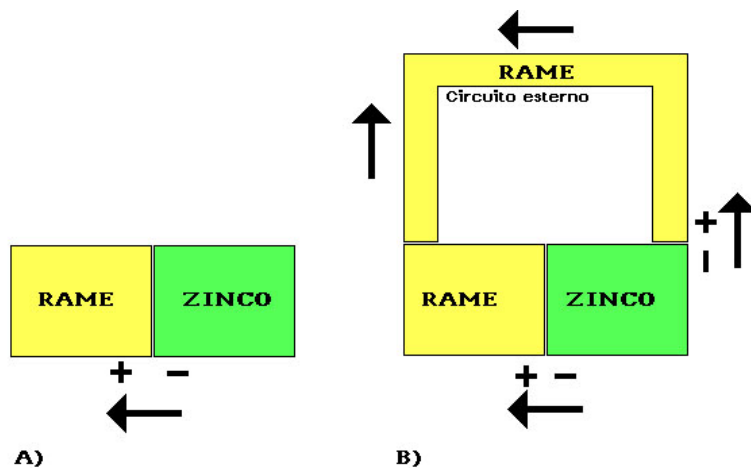 RAME
Circuito esterno
+
−
RAME ZINCO
RAME ZINCO
+ −
+ −
A)
B)